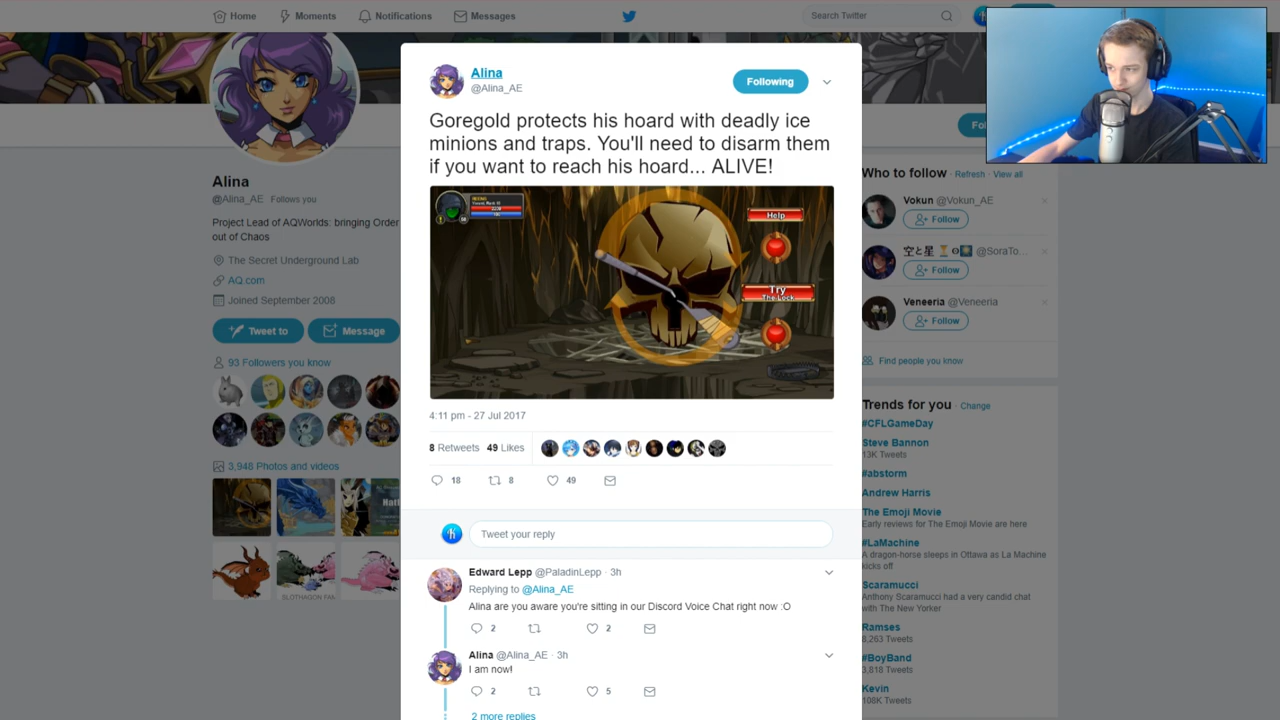 Home
Moments
Notifications
Messages
Search Twitter
Alina
@Alina_AE
Following
Goregold protects his hoard with deadly ice
minions and traps. You'll need to disarm them
if you want to reach his hoard... ALIVE!
Help
Try
The Lock
4:11 pm - 27 Jul 2017
8 Retweets 49 Likes
18
8
49
Tweet your reply
Edward Lepp @PaladinLepp · 3h
Replying to @Alina_AE
Alina are you aware you're sitting in our Discord Voice Chat right now :O
2
2
Alina @Alina_AE · 3h
I am now!
2
5
2 more replies
Alina
@Alina_AE Follows you
Project Lead of AQWorlds: bringing Order
out of Chaos
The Secret Underground Lab
AQ.com
Joined September 2008
Tweet to
Message
93 Followers you know
3,948 Photos and videos
SLOTHAGON FAN
Fol
Who to follow · Refresh · View all
Vokun @Vokun_AE
Follow
空と星 @SoraTo...
Follow
Veneeria @Veneeria
Follow
Find people you know
Trends for you · Change
#CFLGameDay
Steve Bannon
13K Tweets
#abstorm
Andrew Harris
The Emoji Movie
Early reviews for The Emoji Movie are here
#LaMachine
A dragon-horse sleeps in Ottawa as La Machine
kicks off
Scaramucci
Anthony Scaramucci had a very candid chat
with The New Yorker
Ramses
8,263 Tweets
#BoyBand
3,818 Tweets
Kevin
108K Tweets